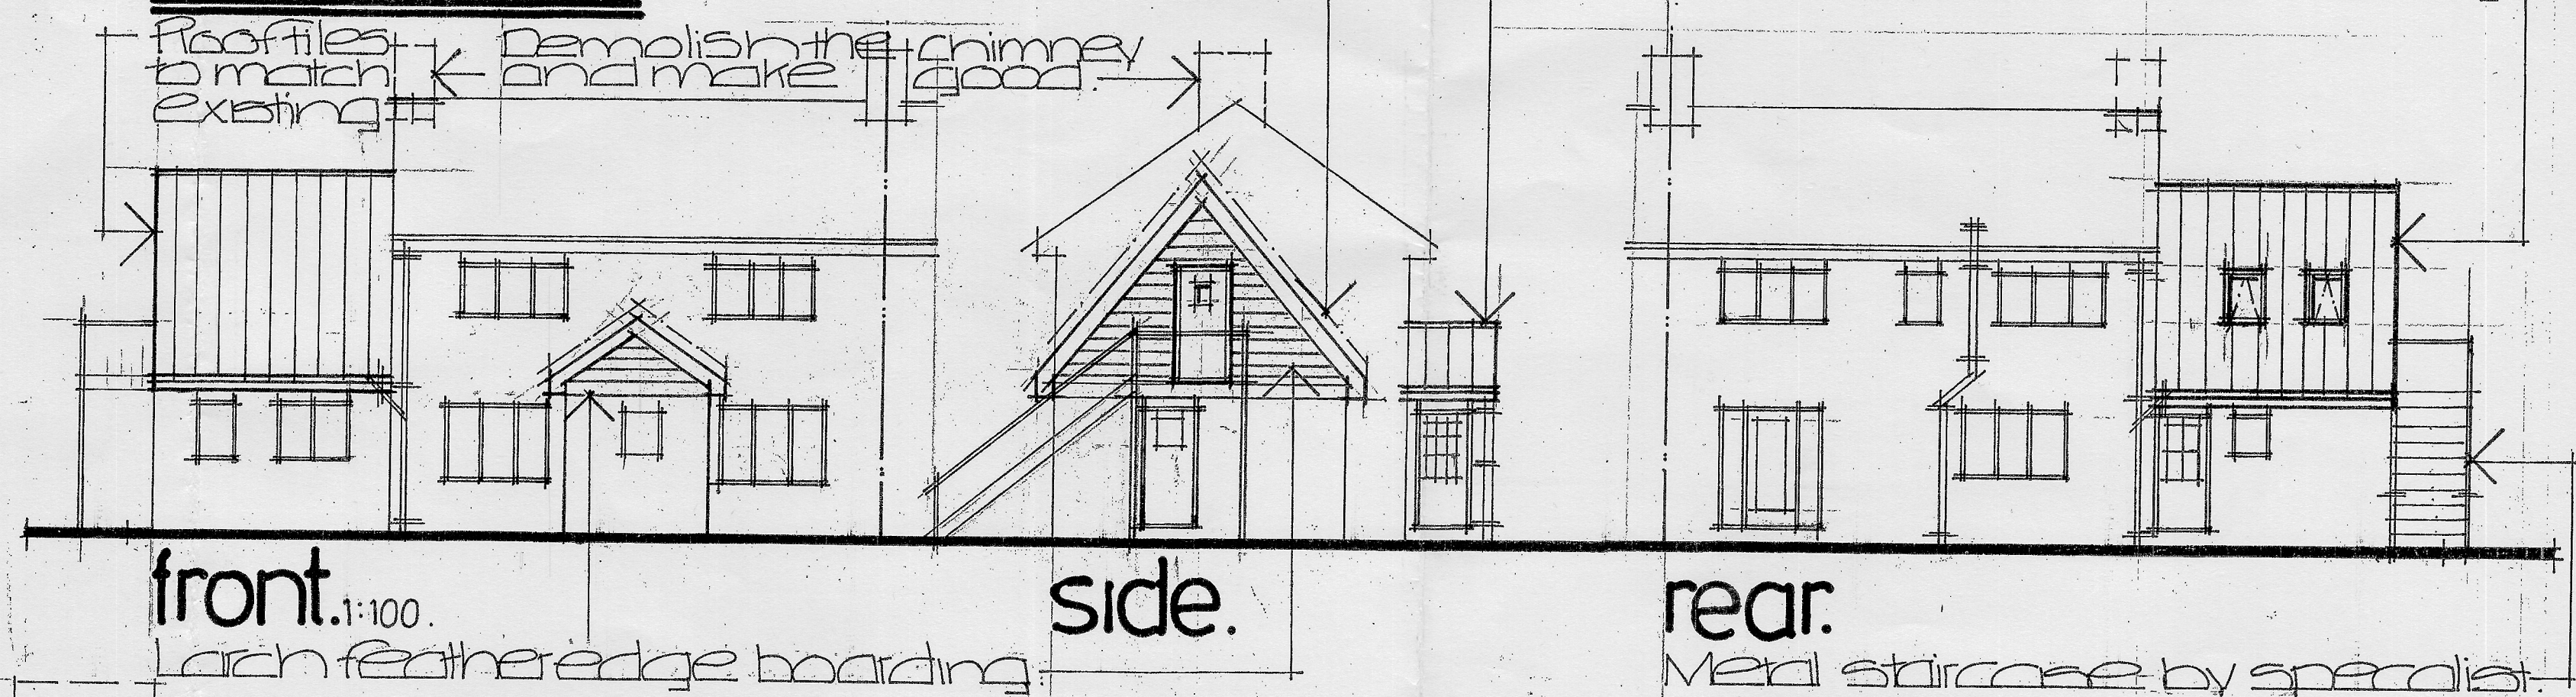 Roof tiles
to match
existing
Demolish the chimney
and make good.
front. 1:100.
side.
rear.
Larch featheredge boarding.
Metal staircase by specalist.